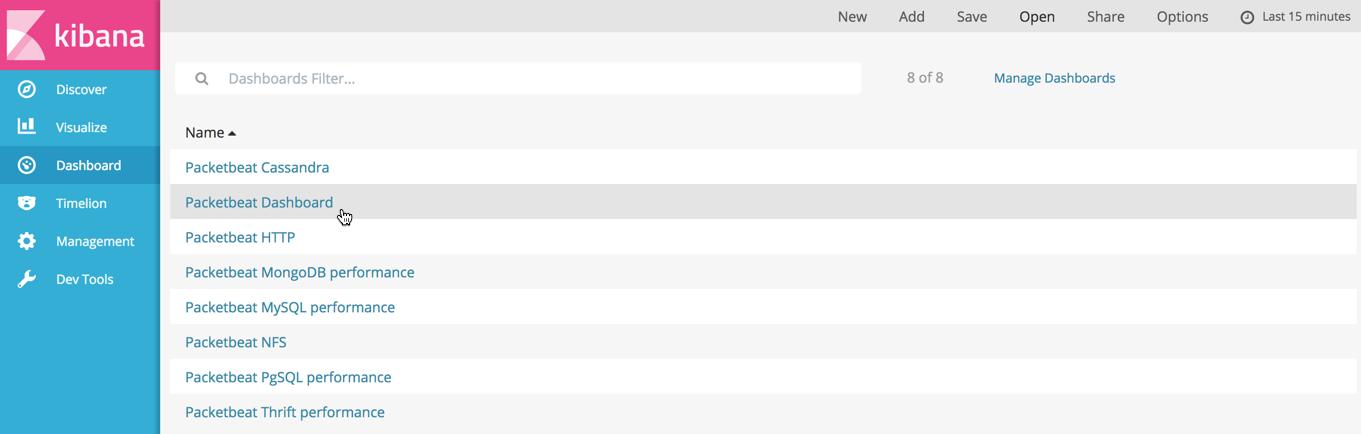 kibana
New Add Save Open Share Options Last 15 minutes
Discover
Visualize
Dashboard
Timelion
Management
Dev Tools
Dashboards Filter...
8 of 8
Manage Dashboards
Name
Packetbeat Cassandra
Packetbeat Dashboard
Packetbeat HTTP
Packetbeat MongoDB performance
Packetbeat MySQL performance
Packetbeat NFS
Packetbeat PgSQL performance
Packetbeat Thrift performance